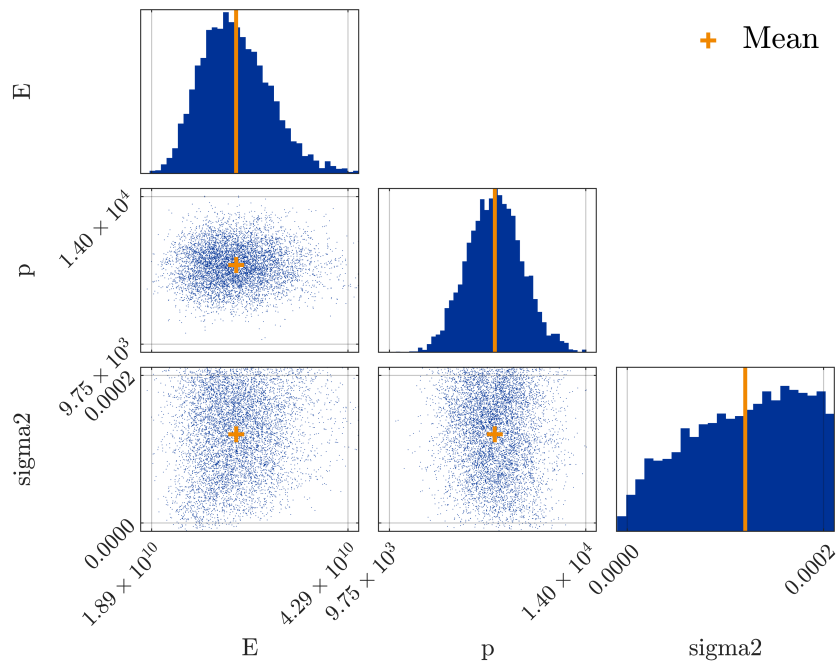 Mean
E
p
1.40 × 10⁴
9.75 × 10³
sigma2
0.0002
0.0000
1.89 × 10¹⁰
4.29 × 10¹⁰
9.75 × 10³
1.40 × 10⁴
0.0000
0.0002
E
p
sigma2